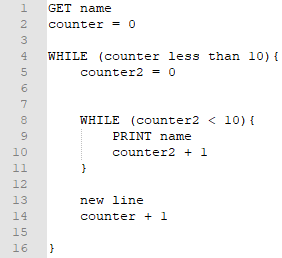 1 GET name
2 counter = 0
3
4 WHILE (counter less than 10){
5 counter2 = 0
6
7
8 WHILE (counter2 < 10){
9 PRINT name
10 counter2 + 1
11 }
12
13 new line
14 counter + 1
15
16 }